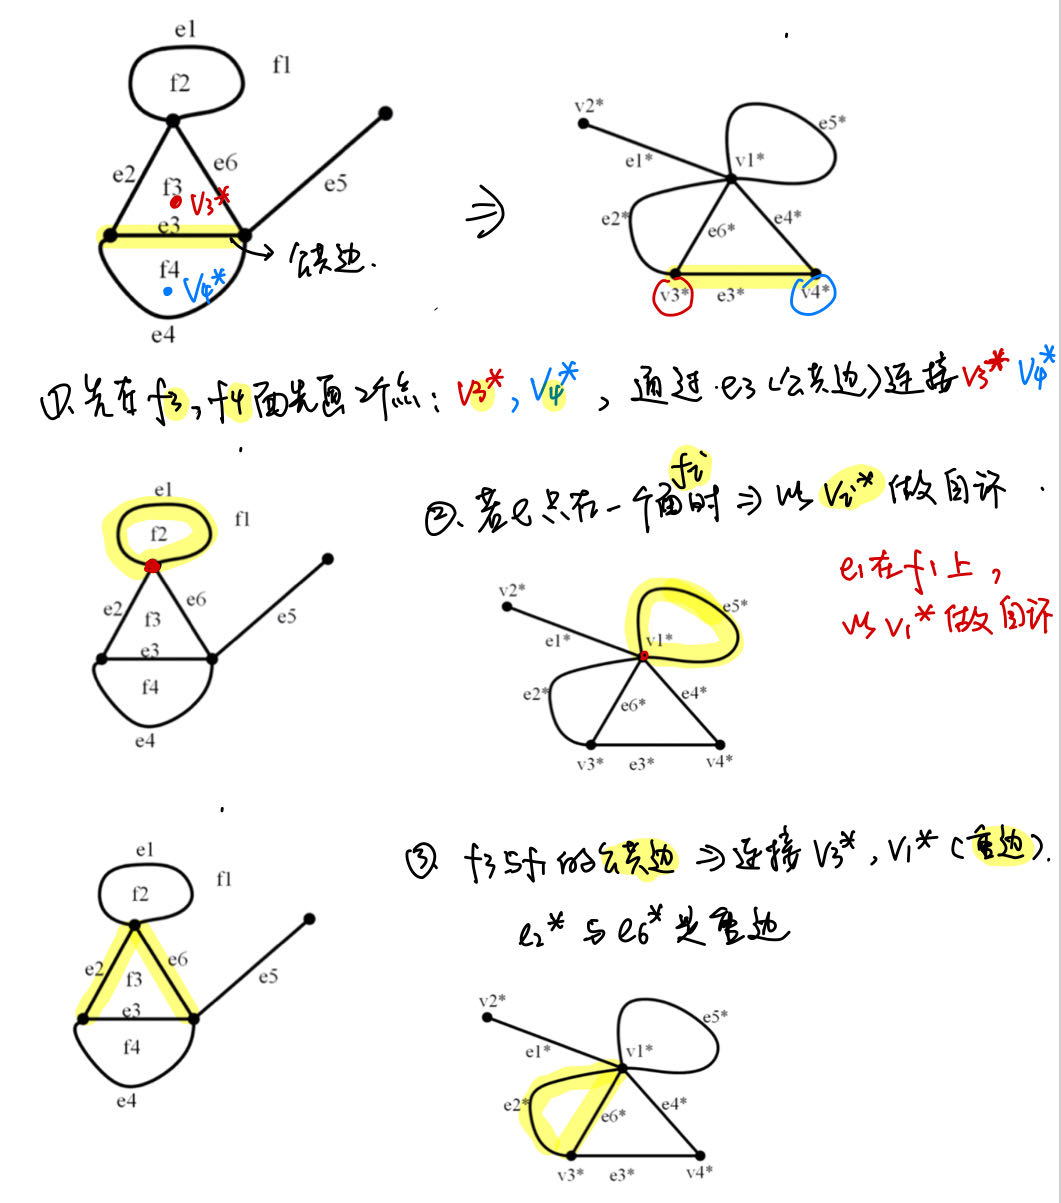 e1
f1
f2
e2
e6
f3
V3*
e3
e5
公共边.
f4
V4*
e4
v2*
e5*
e1*
v1*
e2*
e6*
e4*
v3*
e3*
v4*
①.先在f3,f4面先画2个点:V3*,V4*,通过e3(公共边)连接V3* V4*
②.若e只在一个面fi时⇒以Vi*做自环.
e1在f1上,
以V1*做自环
e1
f1
f2
e2
e6
f3
e3
e5
f4
e4
v2*
e5*
e1*
v1*
e2*
e6*
e4*
v3*
e3*
v4*
③ f3与f1的公共边⇒连接V3*,V1*(重边).
e2*与e6*是重边
e1
f1
f2
e2
e6
f3
e3
e5
f4
e4
v2*
e5*
e1*
v1*
e2*
e6*
e4*
v3*
e3*
v4*